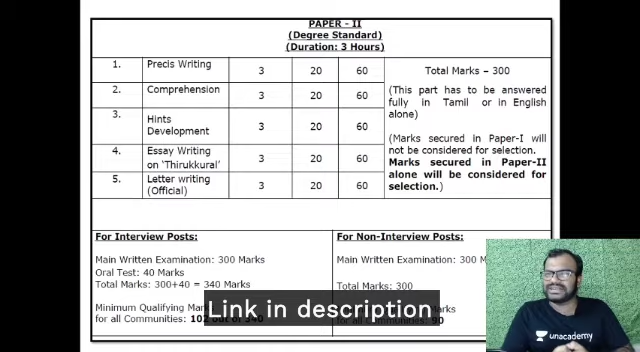 PAPER - II
(Degree Standard)
(Duration: 3 Hours)
1. Precis Writing 3 20 60
2. Comprehension 3 20 60
3. Hints Development 3 20 60
4. Essay Writing on 'Thirukkural' 3 20 60
5. Letter writing (Official) 3 20 60
Total Marks – 300
(This part has to be answered
fully in Tamil or in English
alone)
(Marks secured in Paper-I will
not be considered for selection.
Marks secured in Paper-II
alone will be considered for
selection.)
For Interview Posts:
Main Written Examination: 300 Marks
Oral Test: 40 Marks
Total Marks: 300+40 = 340 Marks
Minimum Qualifying
for all Communities: 102 out of 340
For Non-Interview Posts:
Main Written Examination: 300
Total Marks: 300
for all Communities: 90
Link in description
unacademy